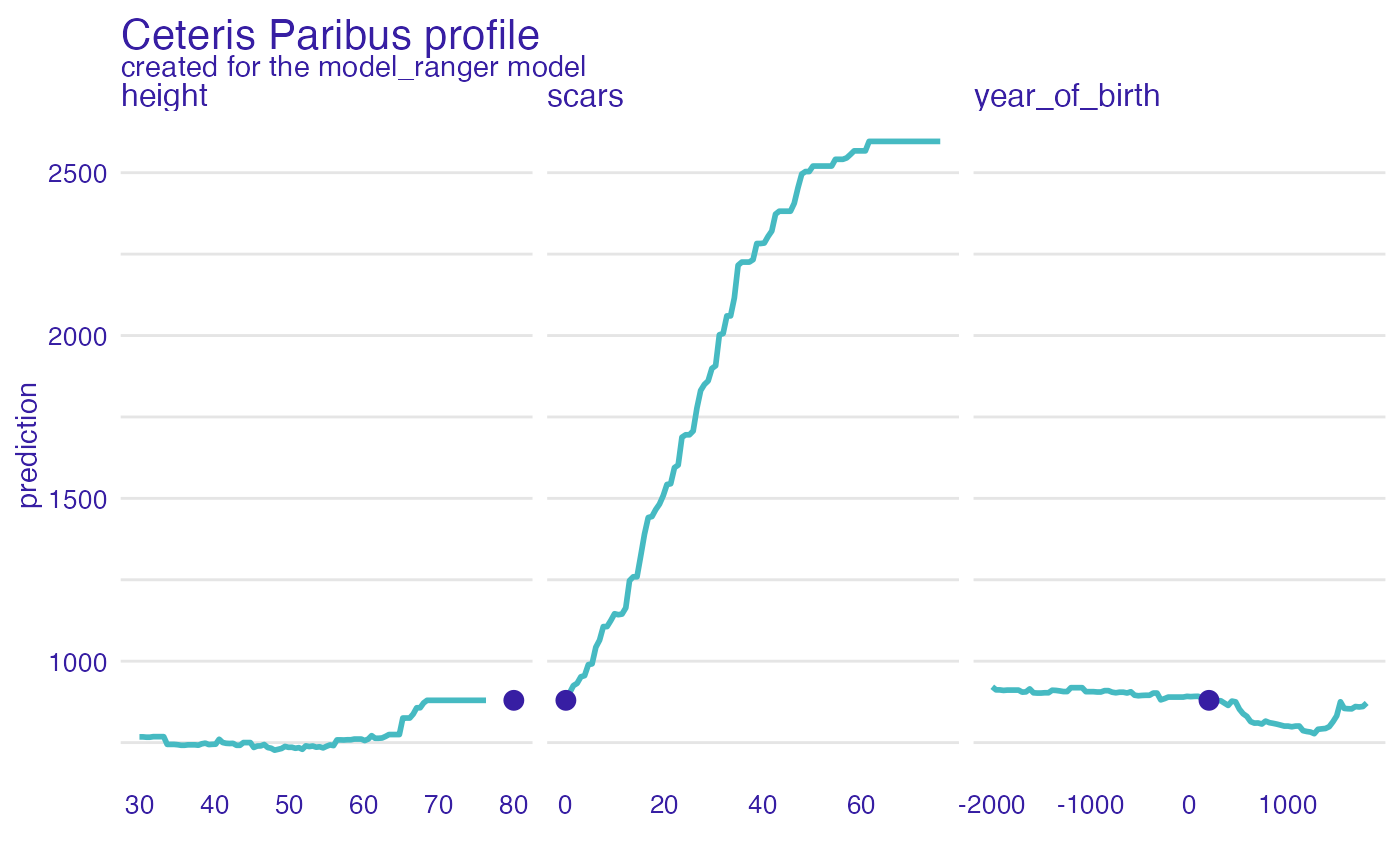 Ceteris Paribus profile
created for the model_ranger model
height scars year_of_birth
2500
2000
1500
1000
prediction
30 40 50 60 70 80 0 20 40 60 -2000 -1000 0 1000